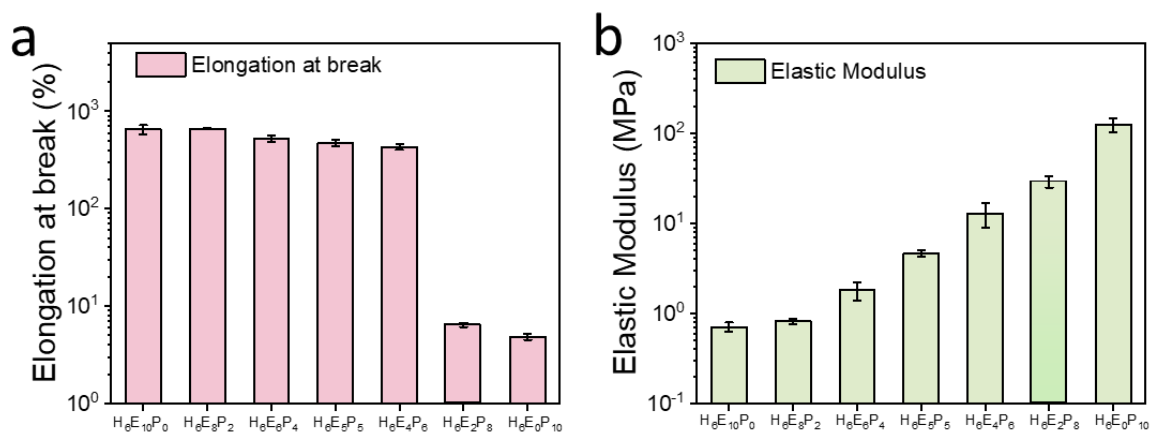 a
Elongation at break
Elongation at break (%)
10³
10²
10¹
10⁰
H₆E₁₀P₀ H₆E₈P₂ H₆E₆P₄ H₆E₅P₅ H₆E₄P₆ H₆E₂P₈ H₆E₀P₁₀
b
Elastic Modulus
Elastic Modulus (MPa)
10³
10²
10¹
10⁰
10⁻¹
H₆E₁₀P₀ H₆E₈P₂ H₆E₆P₄ H₆E₅P₅ H₆E₄P₆ H₆E₂P₈ H₆E₀P₁₀